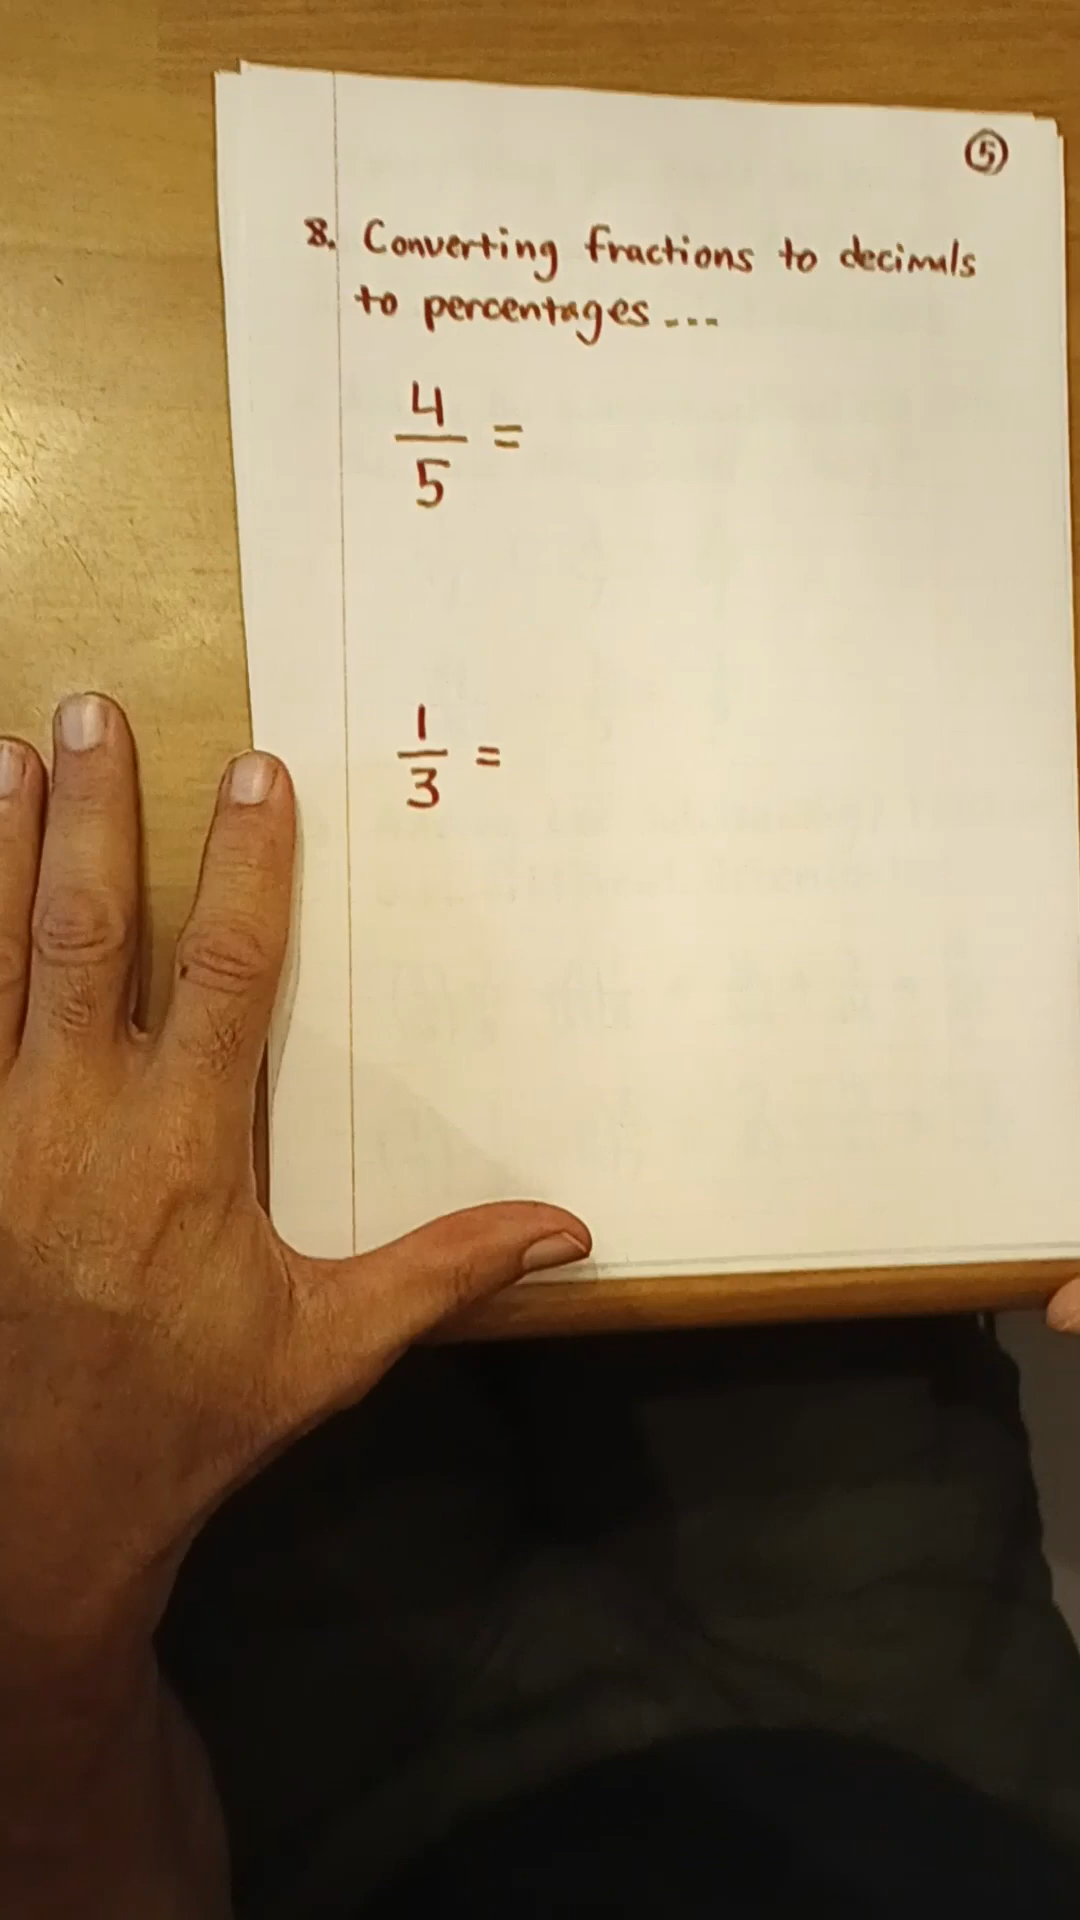 ⑤
8. Converting fractions to decimals
to percentages...
4/5 =
1/3 =